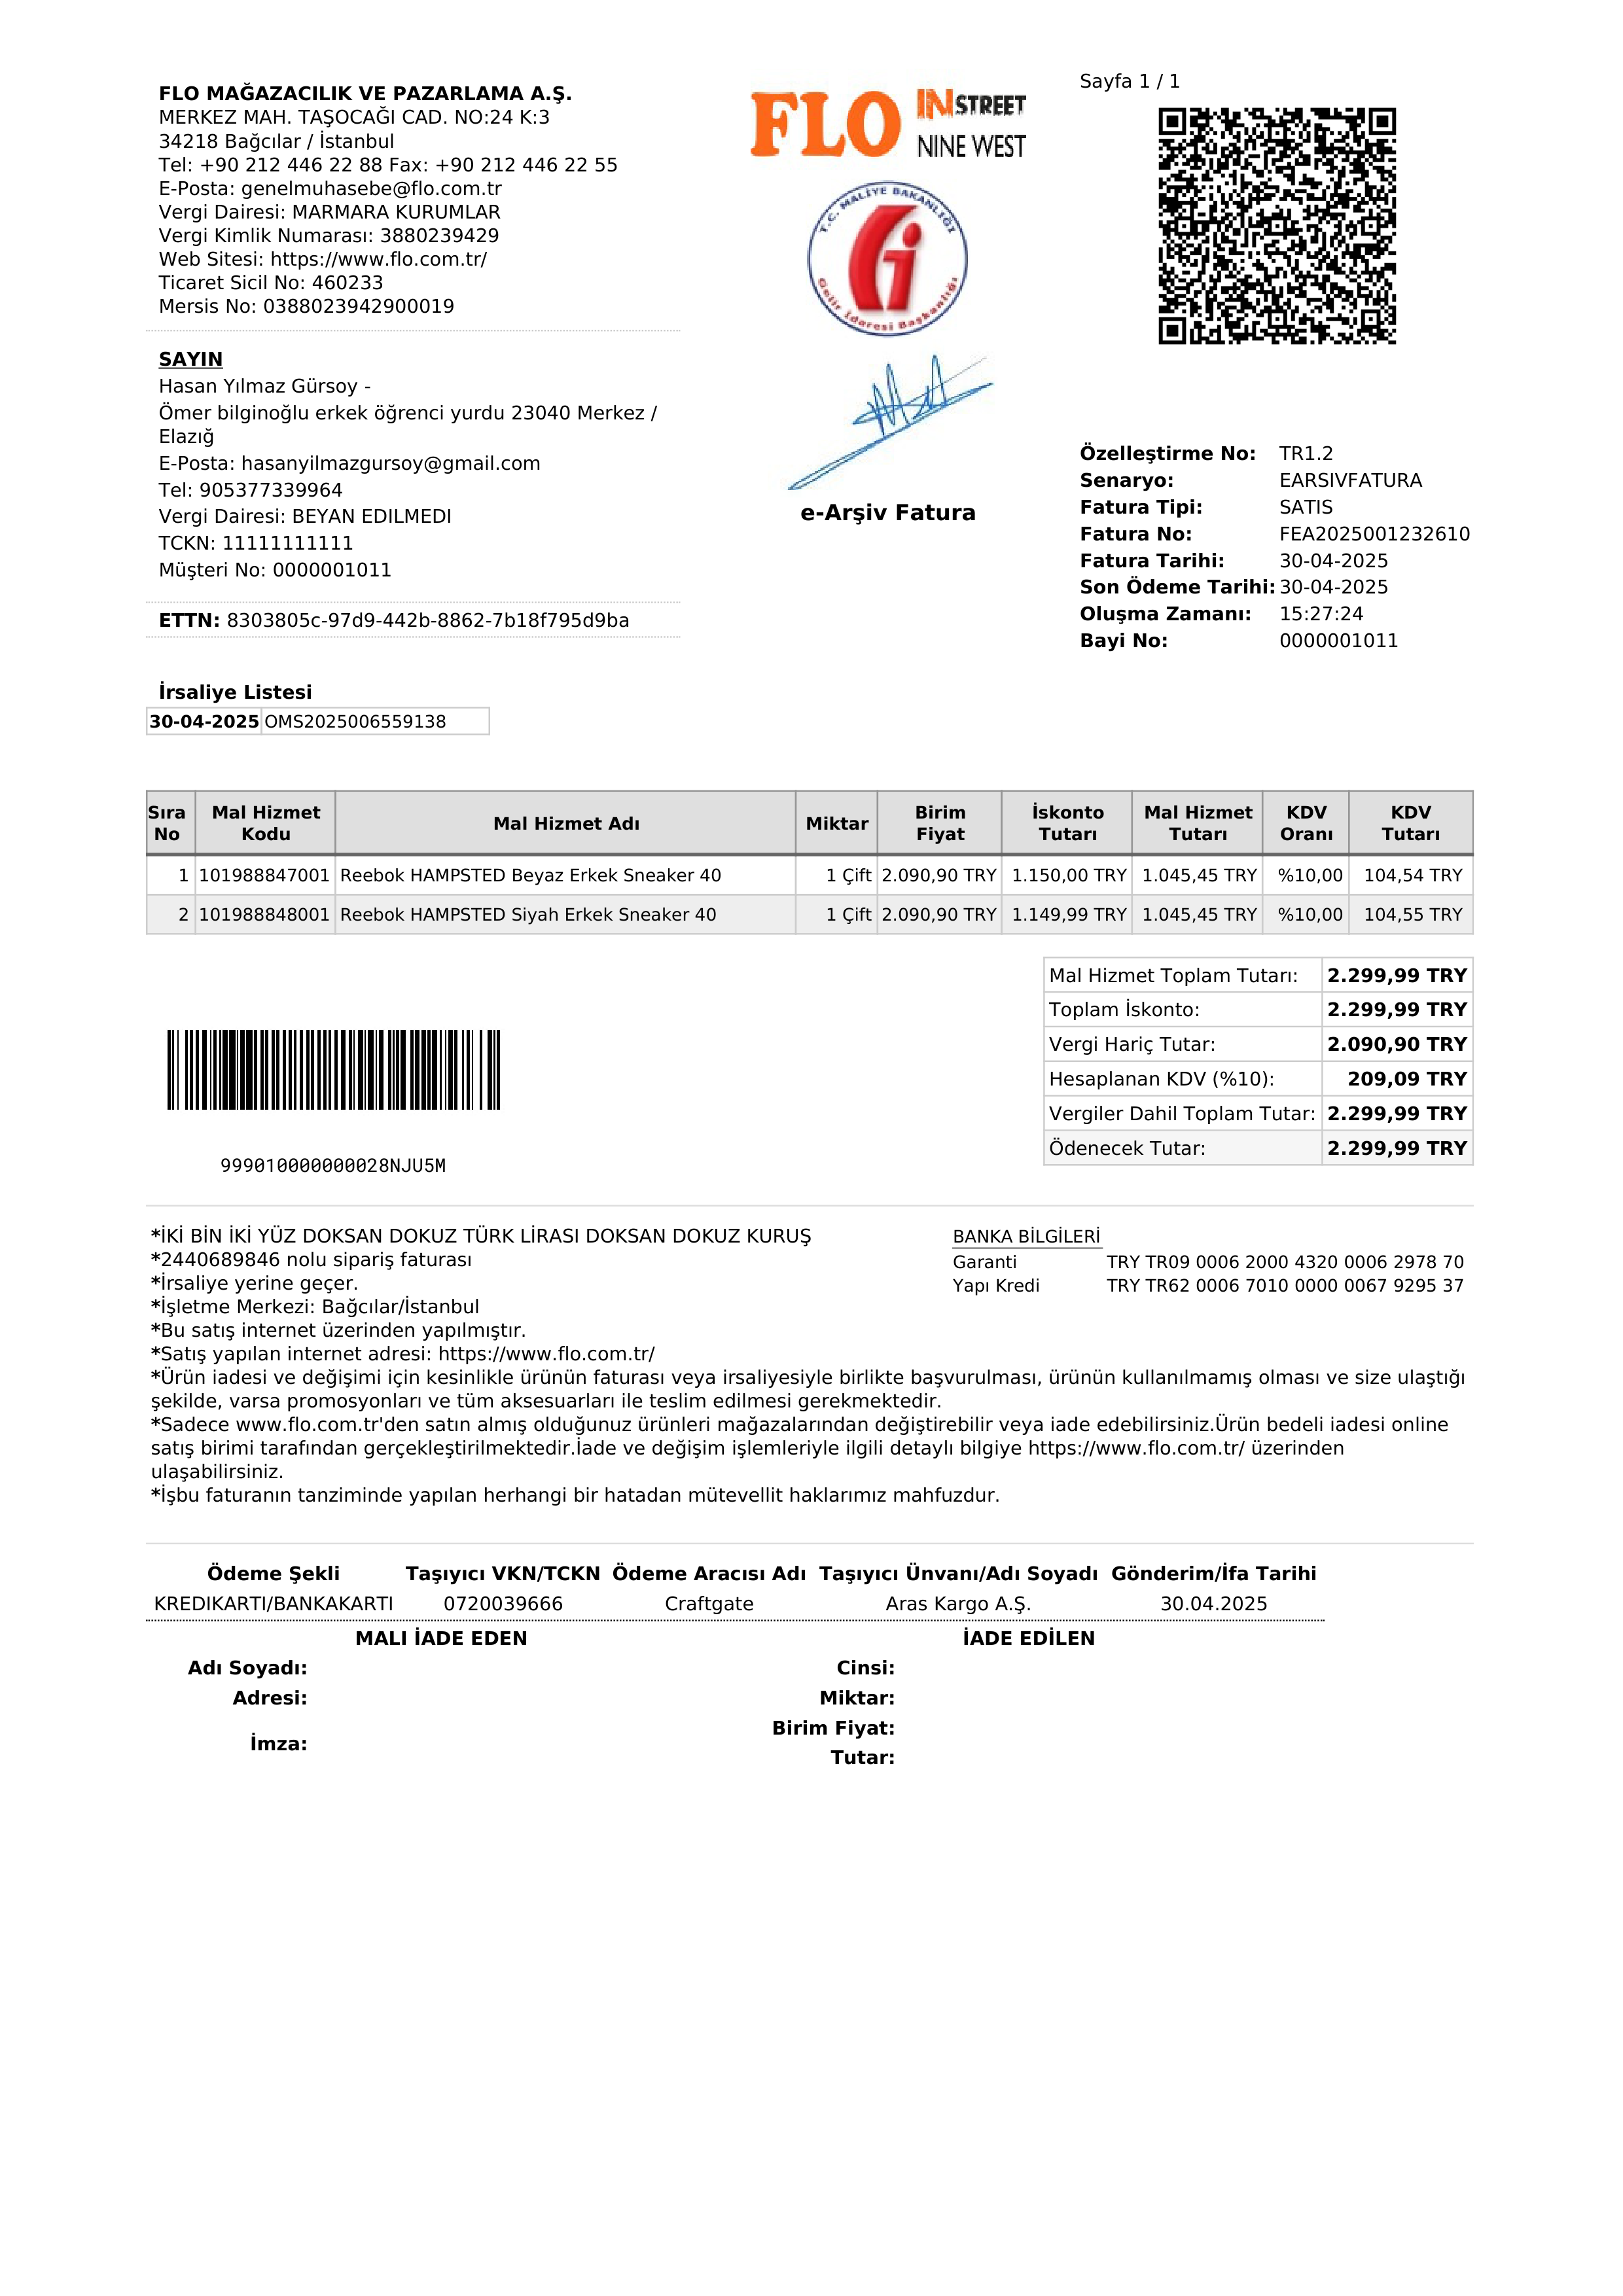 Sayfa 1 / 1
FLO MAĞAZACILIK VE PAZARLAMA A.Ş.
MERKEZ MAH. TAŞOCAĞI CAD. NO:24 K:3
34218 Bağcılar / İstanbul
Tel: +90 212 446 22 88 Fax: +90 212 446 22 55
E-Posta: genelmuhasebe@flo.com.tr
Vergi Dairesi: MARMARA KURUMLAR
Vergi Kimlik Numarası: 3880239429
Web Sitesi: https://www.flo.com.tr/
Ticaret Sicil No: 460233
Mersis No: 0388023942900019
FLO INSTREET
NINE WEST
T.C. MALİYE BAKANLIĞI
Gelir İdaresi Başkanlığı
e-Arşiv Fatura
SAYIN
Hasan Yılmaz Gürsoy -
Ömer bilginoğlu erkek öğrenci yurdu 23040 Merkez /
Elazığ
E-Posta: hasanyilmazgursoy@gmail.com
Tel: 905377339964
Vergi Dairesi: BEYAN EDILMEDI
TCKN: 11111111111
Müşteri No: 0000001011
ETTN: 8303805c-97d9-442b-8862-7b18f795d9ba
Özelleştirme No: TR1.2
Senaryo: EARSIVFATURA
Fatura Tipi: SATIS
Fatura No: FEA2025001232610
Fatura Tarihi: 30-04-2025
Son Ödeme Tarihi: 30-04-2025
Oluşma Zamanı: 15:27:24
Bayi No: 0000001011
İrsaliye Listesi
30-04-2025 OMS2025006559138
Sıra No Mal Hizmet Kodu Mal Hizmet Adı Miktar Birim Fiyat İskonto Tutarı Mal Hizmet Tutarı KDV Oranı KDV Tutarı
1 101988847001 Reebok HAMPSTED Beyaz Erkek Sneaker 40 1 Çift 2.090,90 TRY 1.150,00 TRY 1.045,45 TRY %10,00 104,54 TRY
2 101988848001 Reebok HAMPSTED Siyah Erkek Sneaker 40 1 Çift 2.090,90 TRY 1.149,99 TRY 1.045,45 TRY %10,00 104,55 TRY
Mal Hizmet Toplam Tutarı: 2.299,99 TRY
Toplam İskonto: 2.299,99 TRY
Vergi Hariç Tutar: 2.090,90 TRY
Hesaplanan KDV (%10): 209,09 TRY
Vergiler Dahil Toplam Tutar: 2.299,99 TRY
Ödenecek Tutar: 2.299,99 TRY
999010000000028NJU5M
*İKİ BİN İKİ YÜZ DOKSAN DOKUZ TÜRK LİRASI DOKSAN DOKUZ KURUŞ
*2440689846 nolu sipariş faturası
*İrsaliye yerine geçer.
*İşletme Merkezi: Bağcılar/İstanbul
*Bu satış internet üzerinden yapılmıştır.
*Satış yapılan internet adresi: https://www.flo.com.tr/
*Ürün iadesi ve değişimi için kesinlikle ürünün faturası veya irsaliyesiyle birlikte başvurulması, ürünün kullanılmamış olması ve size ulaştığı
şekilde, varsa promosyonları ve tüm aksesuarları ile teslim edilmesi gerekmektedir.
*Sadece www.flo.com.tr'den satın almış olduğunuz ürünleri mağazalarından değiştirebilir veya iade edebilirsiniz.Ürün bedeli iadesi online
satış birimi tarafından gerçekleştirilmektedir.İade ve değişim işlemleriyle ilgili detaylı bilgiye https://www.flo.com.tr/ üzerinden
ulaşabilirsiniz.
*İşbu faturanın tanziminde yapılan herhangi bir hatadan mütevellit haklarımız mahfuzdur.
BANKA BİLGİLERİ
Garanti TRY TR09 0006 2000 4320 0006 2978 70
Yapı Kredi TRY TR62 0006 7010 0000 0067 9295 37
Ödeme Şekli Taşıyıcı VKN/TCKN Ödeme Aracısı Adı Taşıyıcı Ünvanı/Adı Soyadı Gönderim/İfa Tarihi
KREDIKARTI/BANKAKARTI 0720039666 Craftgate Aras Kargo A.Ş. 30.04.2025
MALI İADE EDEN İADE EDİLEN
Adı Soyadı: Cinsi:
Adresi: Miktar:
Birim Fiyat:
İmza:
Tutar: